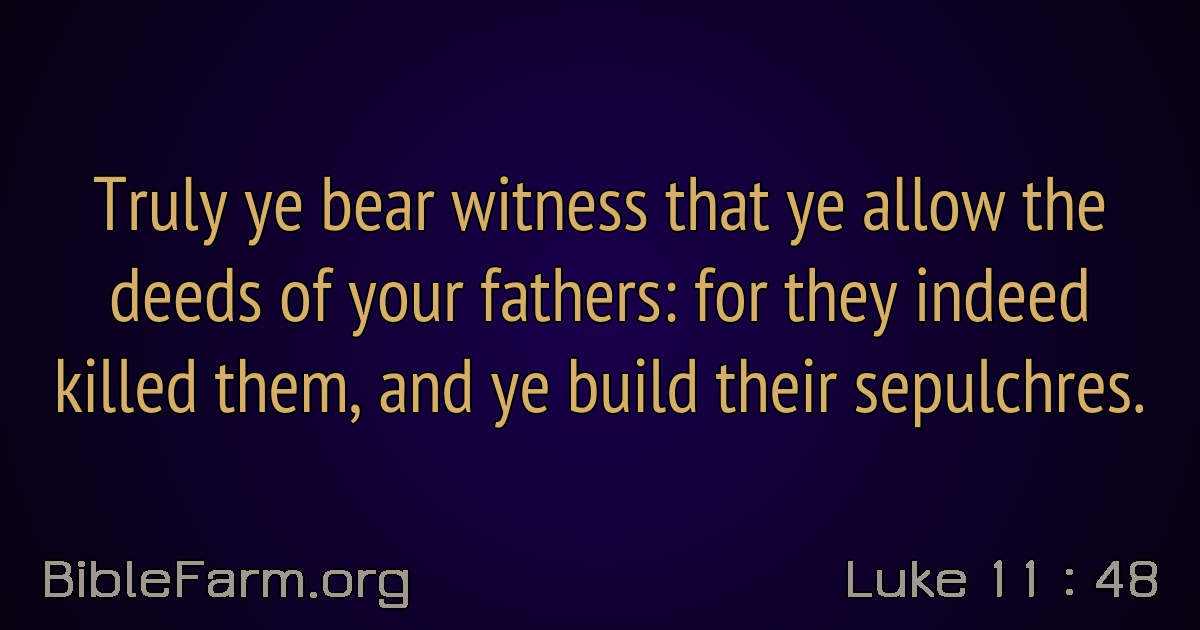 Truly ye bear witness that ye allow the
deeds of your fathers: for they indeed
killed them, and ye build their sepulchres.
BibleFarm.org
Luke 11 : 48